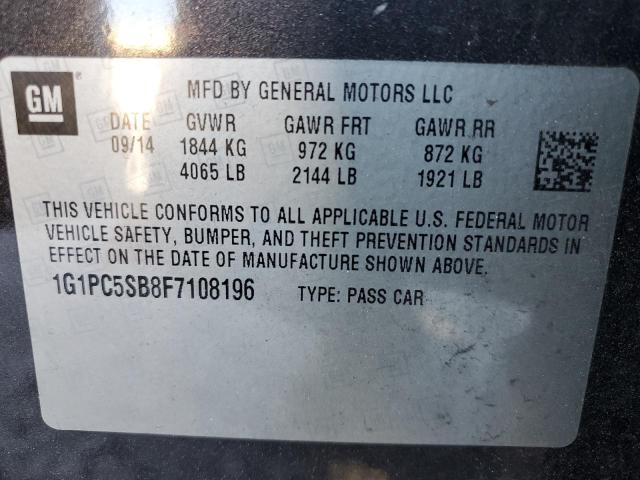 GM ®
MFD BY GENERAL MOTORS LLC
DATE GVWR GAWR FRT GAWR RR
09/14 1844 KG 972 KG 872 KG
4065 LB 2144 LB 1921 LB
THIS VEHICLE CONFORMS TO ALL APPLICABLE U.S. FEDERAL MOTOR
VEHICLE SAFETY, BUMPER, AND THEFT PREVENTION STANDARDS IN
EFFECT ON THE DATE OF MANUFACTURE SHOWN ABOVE.
1G1PC5SB8F7108196 TYPE: PASS CAR